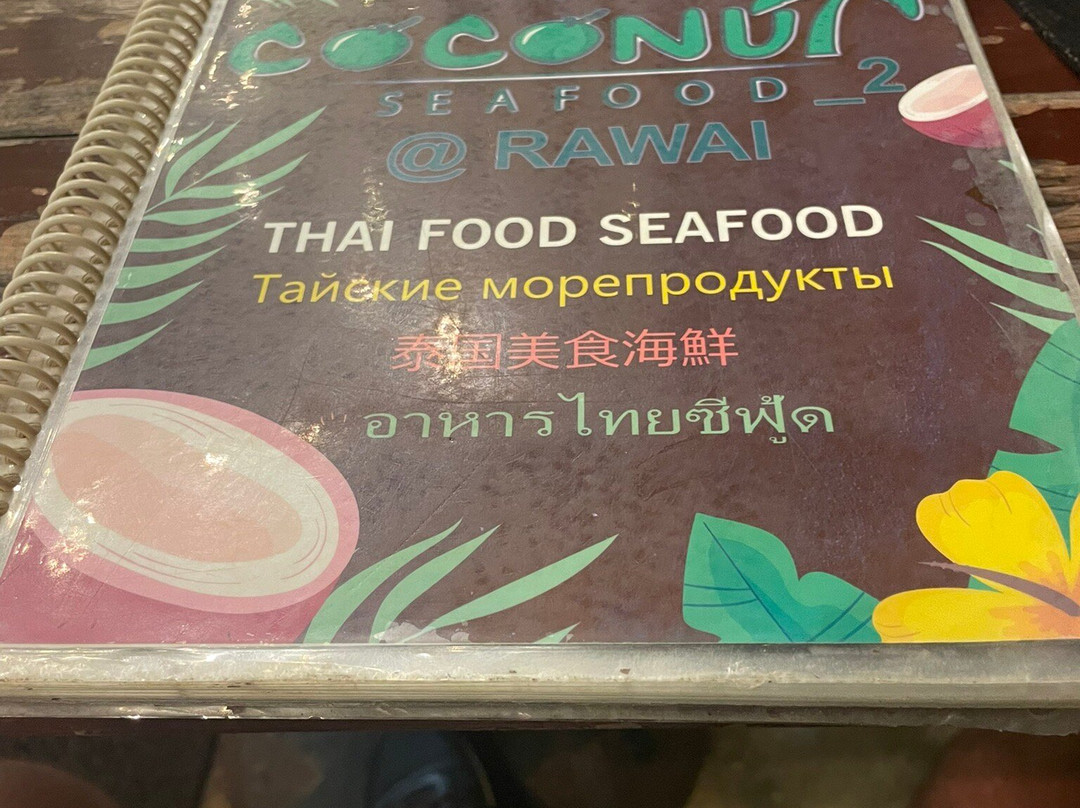 COCONUT
SEAFOOD_2
@ RAWAI
THAI FOOD SEAFOOD
Тайские морепродукты
泰国美食海鮮
อาหารไทยซีฟู้ด